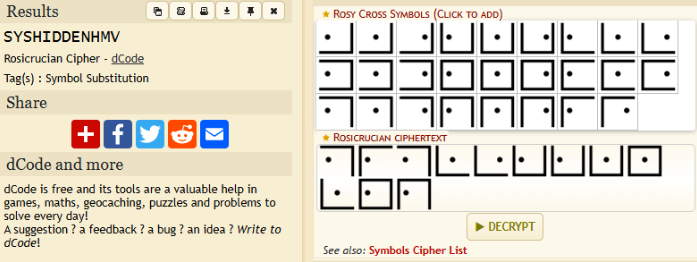 Results
SYSHIDDENHMV
Rosicrucian Cipher - dCode
Tag(s) : Symbol Substitution
Share
dCode and more
dCode is free and its tools are a valuable help in
games, maths, geocaching, puzzles and problems to
solve every day!
A suggestion ? a feedback ? a bug ? an idea ? Write to
dCode!
★ Rosy Cross Symbols (Click to add)
★ Rosicrucian ciphertext
▶ DECRYPT
See also: Symbols Cipher List